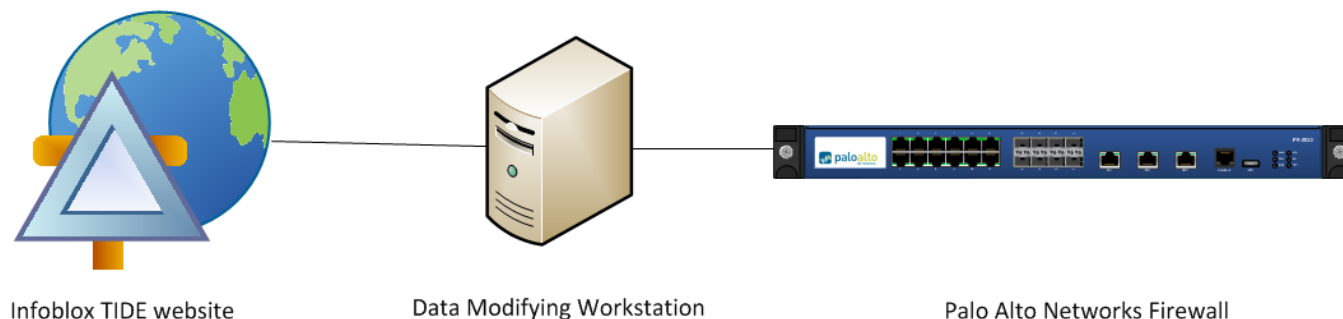 paloalto
Infoblox TIDE website
Data Modifying Workstation
Palo Alto Networks Firewall